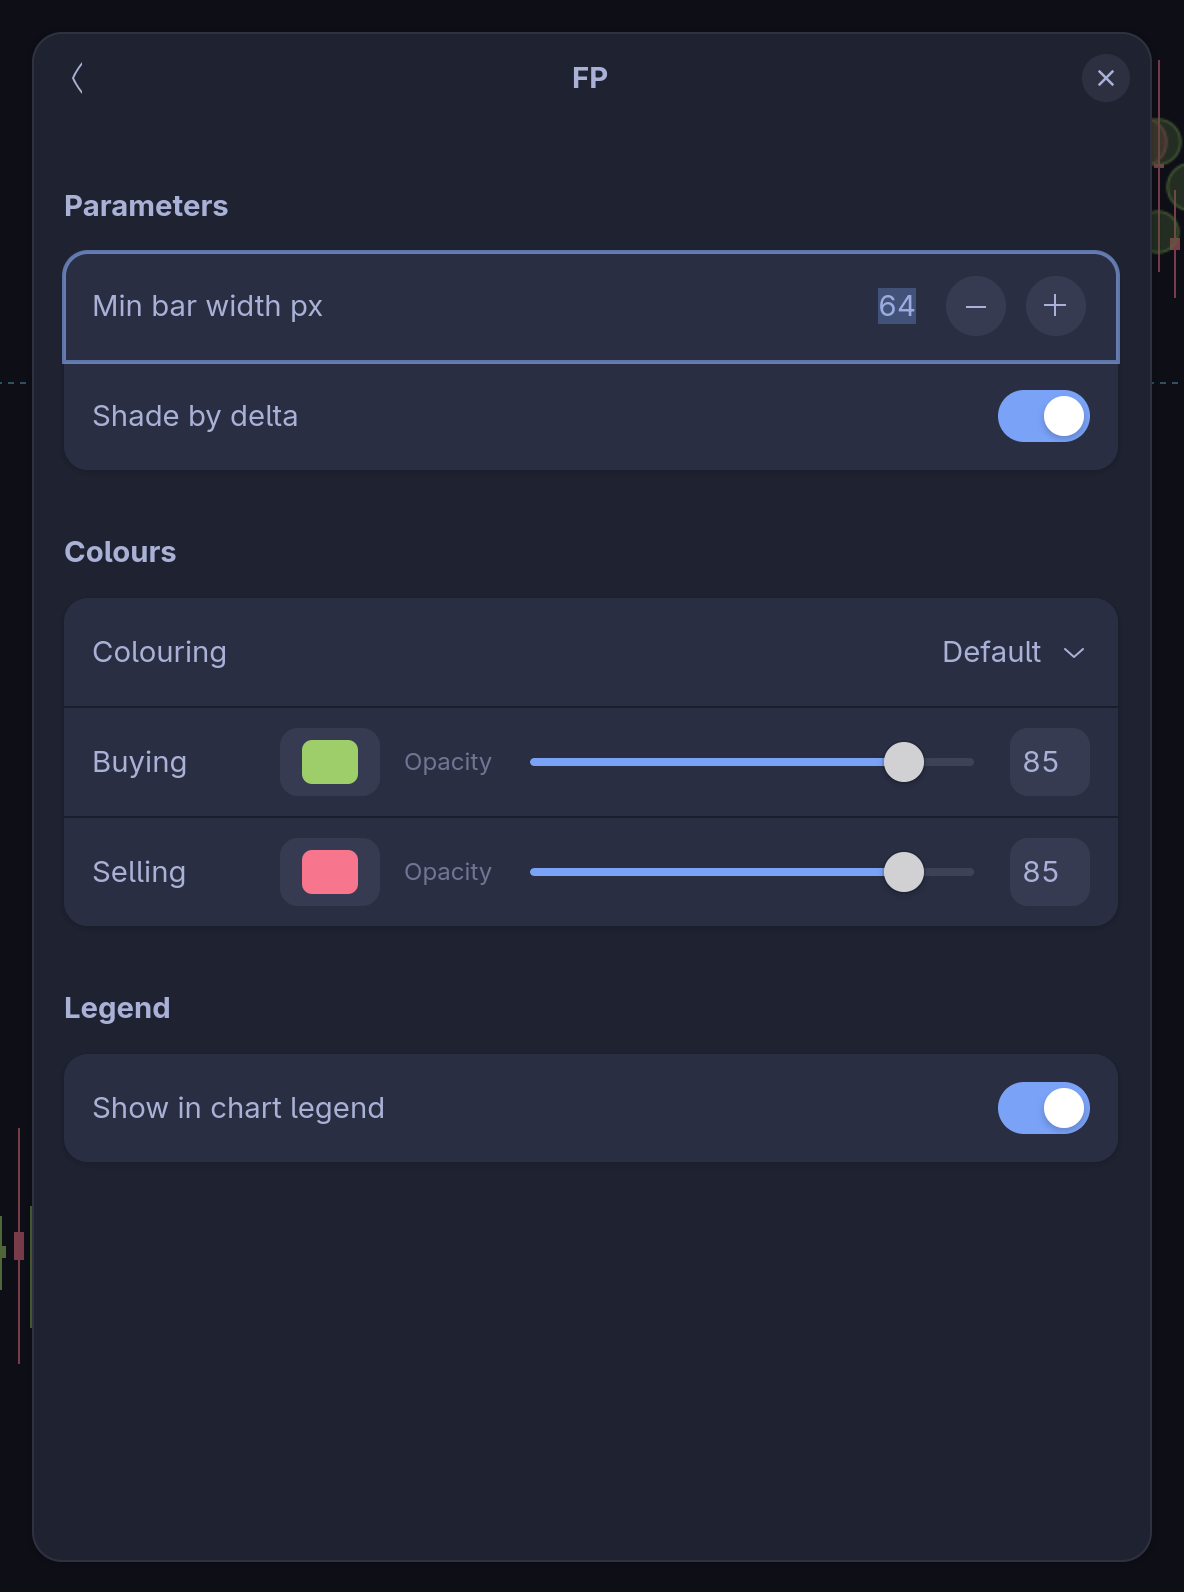 FP
Parameters
Min bar width px 64
Shade by delta
Colours
Colouring Default
Buying Opacity 85
Selling Opacity 85
Legend
Show in chart legend